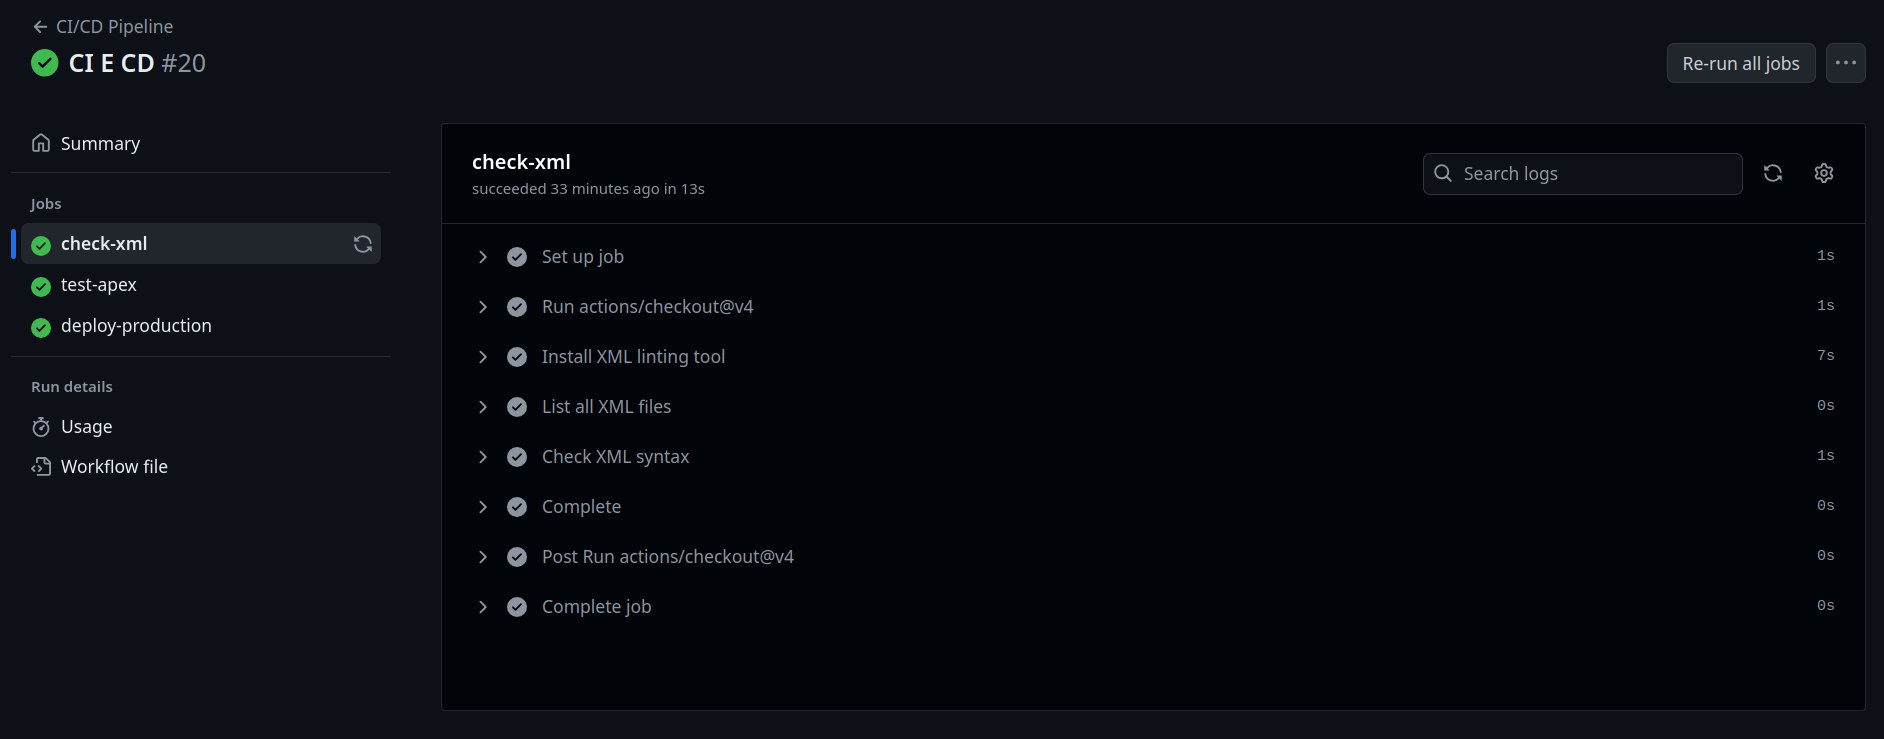 CI/CD Pipeline
CI E CD #20
Re-run all jobs
Summary
Jobs
check-xml
test-apex
deploy-production
Run details
Usage
Workflow file
check-xml
succeeded 33 minutes ago in 13s
Search logs
Set up job 1s
Run actions/checkout@v4 1s
Install XML linting tool 7s
List all XML files 0s
Check XML syntax 1s
Complete 0s
Post Run actions/checkout@v4 0s
Complete job 0s